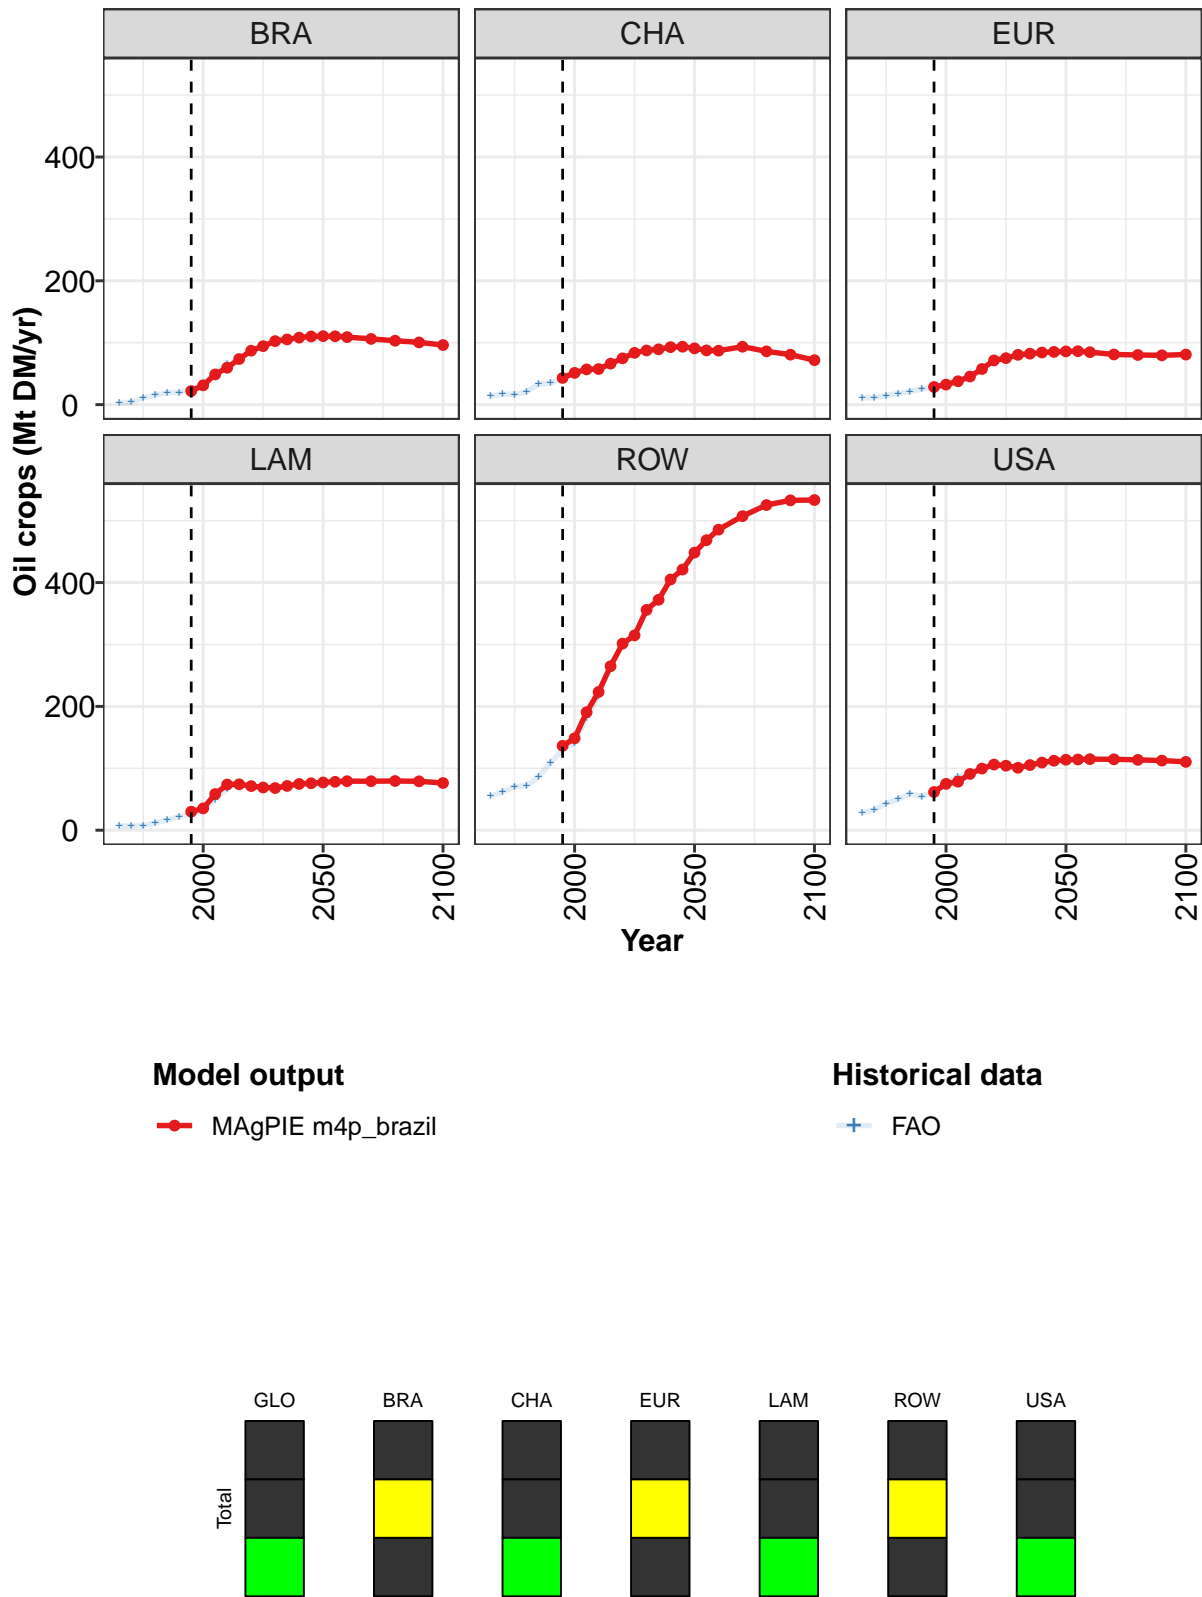 BRA CHA EUR
400
200
0
LAM ROW USA
400
200
0
Oil crops (Mt DM/yr)
2000 2050 2100 2000 2050 2100 2000 2050 2100
Year
Model output Historical data
MAgPIE m4p_brazil FAO
GLO BRA CHA EUR LAM ROW USA
Total